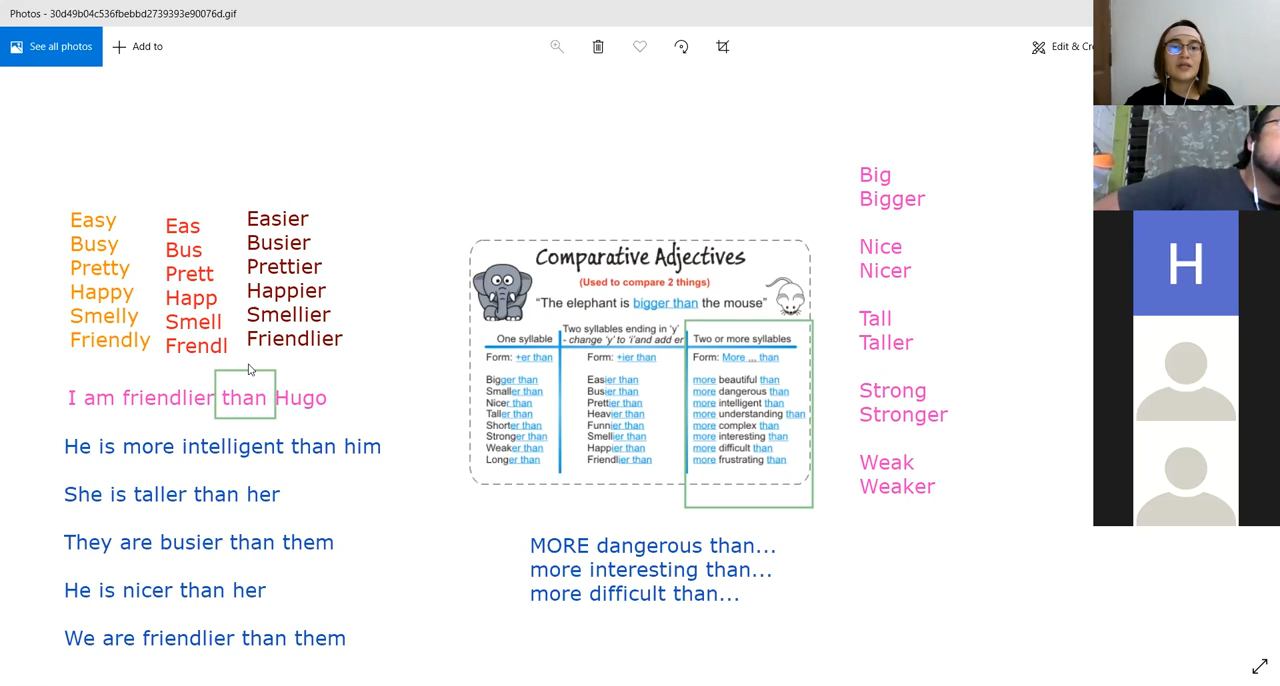 Photos - 30d49b04c536fbebbd2739393e90076d.gif
See all photos
Add to
Edit & Cr
Easy
Busy
Pretty
Happy
Smelly
Friendly
Eas
Bus
Prett
Happ
Smell
Frendl
Easier
Busier
Prettier
Happier
Smellier
Friendlier
I am friendlier than Hugo
He is more intelligent than him
She is taller than her
They are busier than them
He is nicer than her
We are friendlier than them
Comparative Adjectives
(Used to compare 2 things)
“The elephant is bigger than the mouse”
One syllable
Form: +er than
Bigger than
Smaller than
Nicer than
Taller than
Shorter than
Stronger than
Weaker than
Longer than
Two syllables ending in ‘y’
- change ‘y’ to ‘i’and add er
Form: +ier than
Easier than
Busier than
Prettier than
Heavier than
Funnier than
Smellier than
Happier than
Friendlier than
Two or more syllables
Form: More ... than
more beautiful than
more dangerous than
more intelligent than
more understanding than
more complex than
more interesting than
more difficult than
more frustrating than
MORE dangerous than...
more interesting than...
more difficult than...
Big
Bigger
Nice
Nicer
Tall
Taller
Strong
Stronger
Weak
Weaker
H